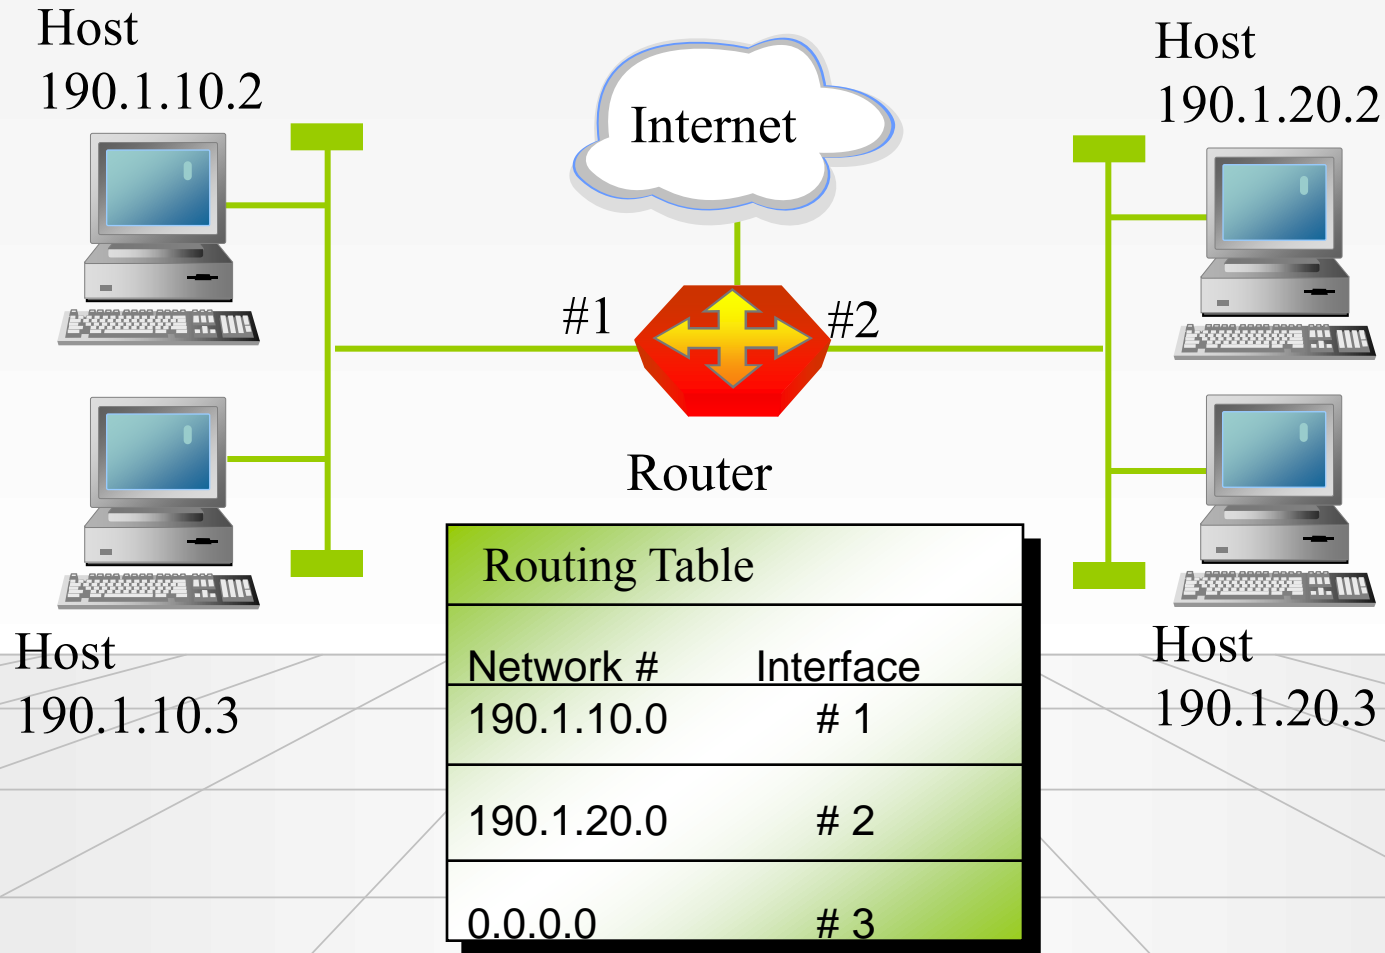 Host
190.1.10.2
Internet
Host
190.1.20.2
#1
#2
Router
Host
190.1.10.3
Host
190.1.20.3
Routing Table
Network # Interface
190.1.10.0 # 1
190.1.20.0 # 2
0.0.0.0 # 3